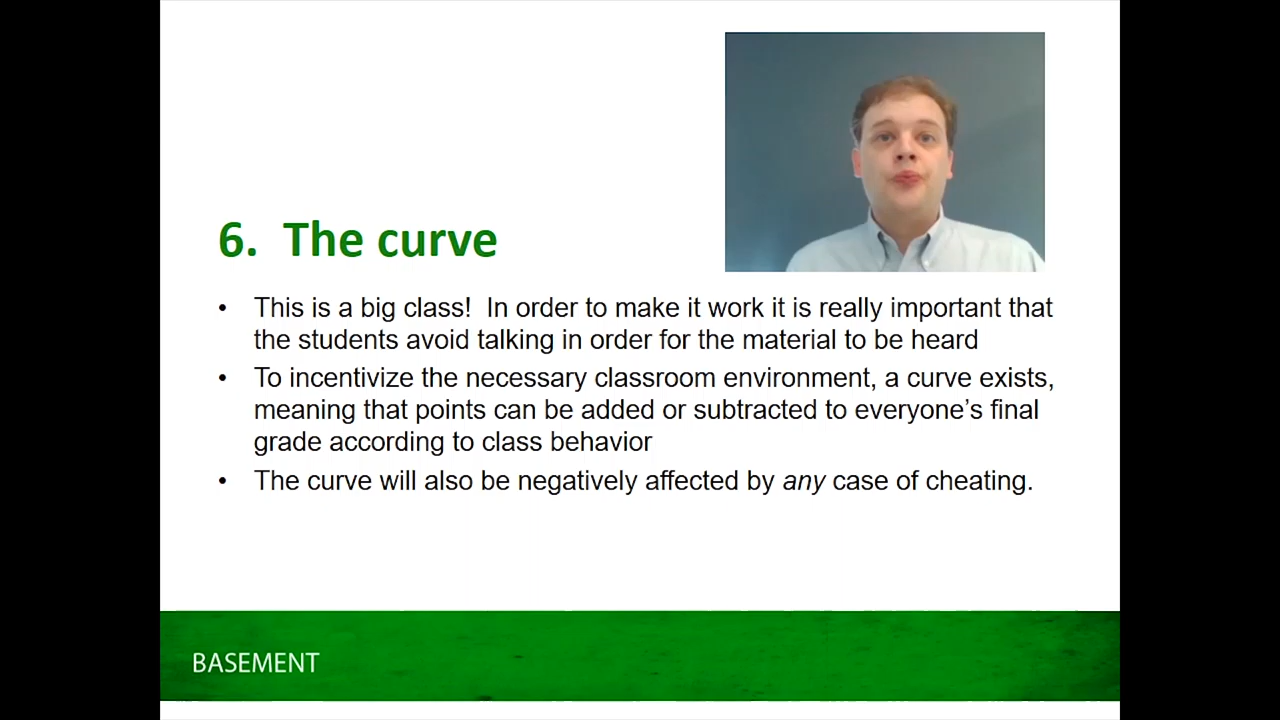 6.  The curve
• This is a big class!  In order to make it work it is really important that
the students avoid talking in order for the material to be heard
• To incentivize the necessary classroom environment, a curve exists,
meaning that points can be added or subtracted to everyone’s final
grade according to class behavior
• The curve will also be negatively affected by any case of cheating.
BASEMENT